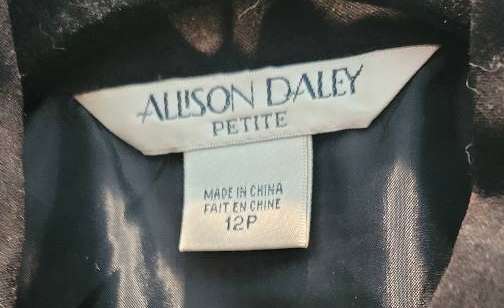 ALLISON DALEY
PETITE
MADE IN CHINA
FAIT EN CHINE
12P